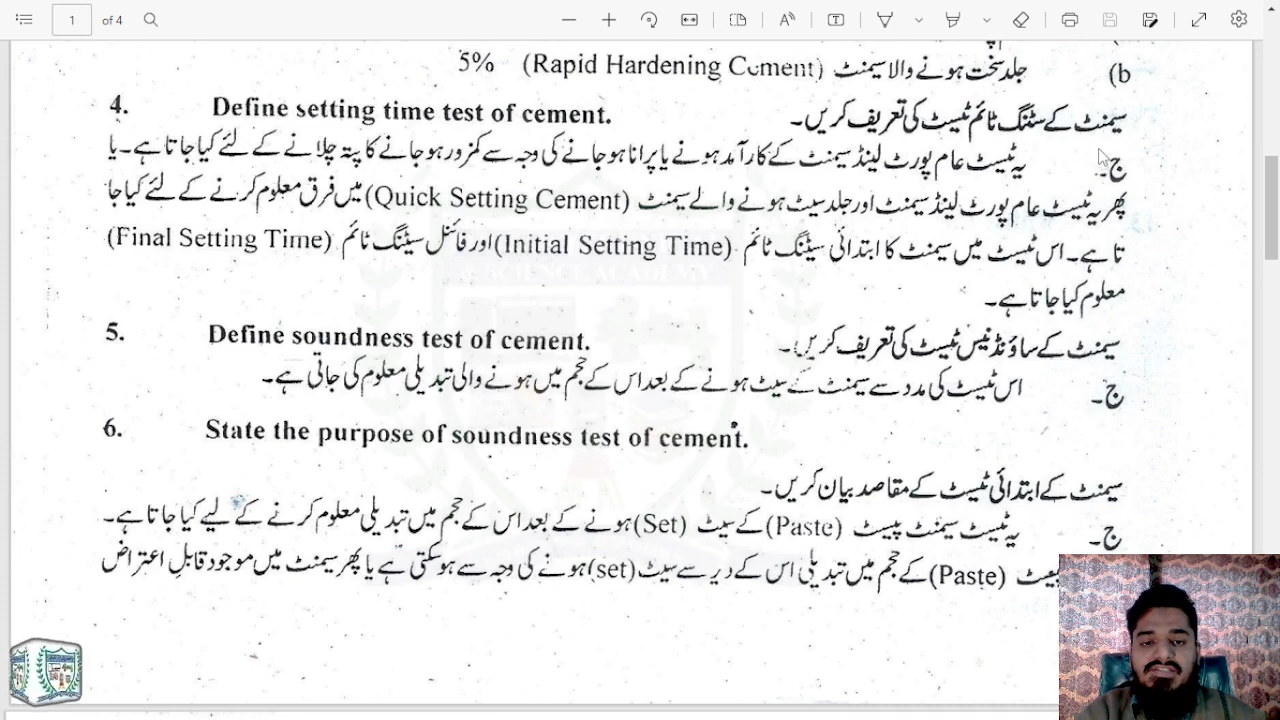 1 of 4
b) جلد سخت ہونے والا سیمنٹ (Rapid Hardening Cement) 5%
4. Define setting time test of cement. سیمنٹ کے سٹنگ ٹائم ٹیسٹ کی تعریف کریں۔
ج۔ یہ ٹیسٹ عام پورٹ لینڈ سیمنٹ کے کارآمد ہونے یا پرانا ہو جانے کی وجہ سے کمزور ہو جانے کا پتہ چلانے کے لئے کیا جاتا ہے۔ یا
پھر یہ ٹیسٹ عام پورٹ لینڈ سیمنٹ اور جلد سیٹ ہونے والے سیمنٹ (Quick Setting Cement) میں فرق معلوم کرنے کے لئے کیا جا
تا ہے۔ اس ٹیسٹ میں سیمنٹ کا ابتدائی سیٹنگ ٹائم (Initial Setting Time) اور فائنل سیٹنگ ٹائم (Final Setting Time)
معلوم کیا جاتا ہے۔
5. Define soundness test of cement. سیمنٹ کے ساؤنڈنیس ٹیسٹ کی تعریف کریں۔
ج۔ اس ٹیسٹ کی مدد سے سیمنٹ کے سیٹ ہونے کے بعد اس کے حجم میں ہونے والی تبدیلی معلوم کی جاتی ہے۔
6. State the purpose of soundness test of cement.
سیمنٹ کے ابتدائی ٹیسٹ کے مقاصد بیان کریں۔
ج۔ یہ ٹیسٹ سیمنٹ پیسٹ (Paste) کے سیٹ (Set) ہونے کے بعد اس کے حجم میں تبدیلی معلوم کرنے کے لیے کیا جاتا ہے۔
(Paste) کے حجم میں تبدیلی اس کے دیر سے سیٹ (set) ہونے کی وجہ سے ہو سکتی ہے یا پھر سیمنٹ میں موجود قابلِ اعتراض